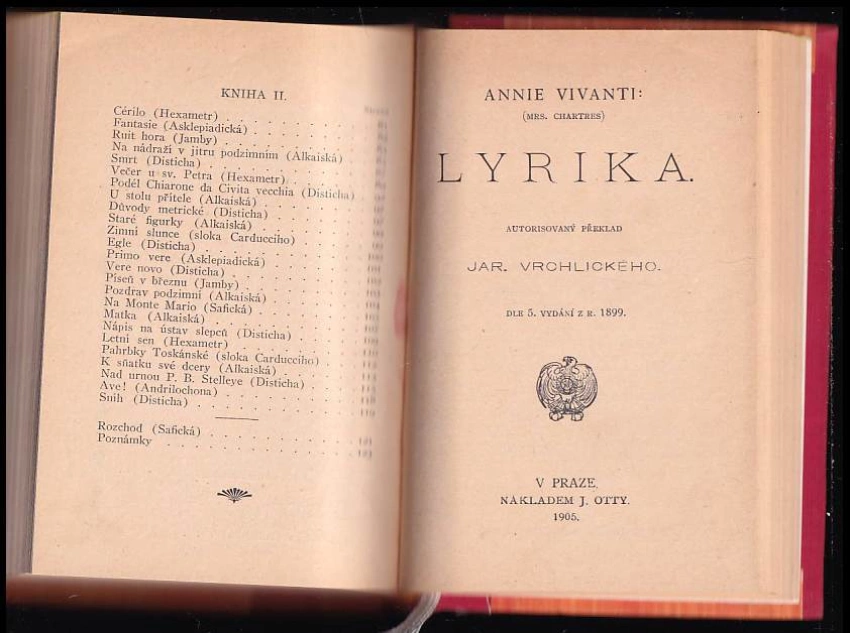 KNIHA II.
Cérilo (Hexametr)
Fantasie (Asklepiadická)
Ruit hora (Jamby)
Na nádraží v jitru podzimním (Alkaiská)
Smrt (Disticha)
Večer u sv. Petra (Hexametr)
Podél Chiarone da Civita vecchia (Disticha)
U stolu přítele (Alkaiská)
Důvody metrické (Disticha)
Staré figurky (Alkaiská)
Zimní slunce (sloka Carducciho)
Egle (Disticha)
Primo vere (Asklepiadická)
Vere novo (Disticha)
Píseň v březnu (Jamby)
Pozdrav podzimní (Alkaiská)
Na Monte Mario (Safická)
Matka (Alkaiská)
Nápis na ústav slepců (Disticha)
Letní sen (Hexametr)
Pahrbky Toskánské (sloka Carducciho)
K sňatku své dcery (Alkaiská)
Nad urnou P. B. Stelleye (Disticha)
Ave! (Andrilochona)
Sníh (Disticha)
Rozchod (Safická)
Poznámky
ANNIE VIVANTI:
(MRS. CHARTRES)
LYRIKA.
AUTORISOVANÝ PŘEKLAD
JAR. VRCHLICKÉHO.
DLE 5. VYDÁNÍ Z R. 1899.
V PRAZE,
NÁKLADEM J. OTTY.
1905.